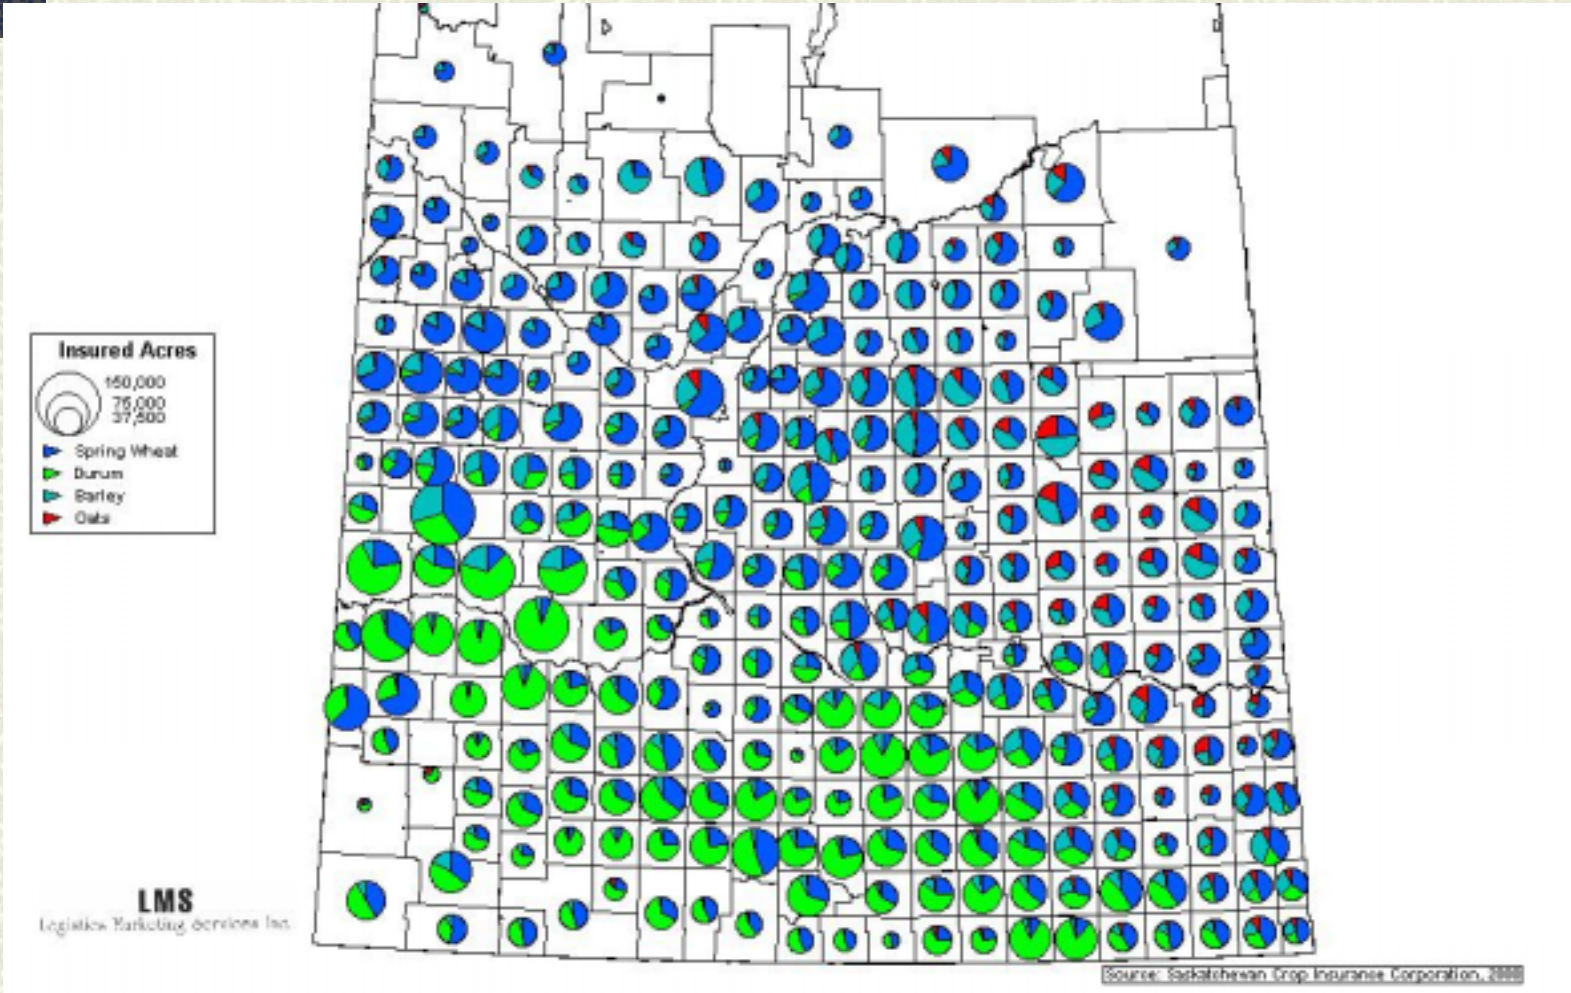 Insured Acres
150,000
75,000
37,500
Spring Wheat
Durum
Barley
Oats
LMS
Logistics Marketing Services Inc.
Source: Saskatchewan Crop Insurance Corporation, 2000